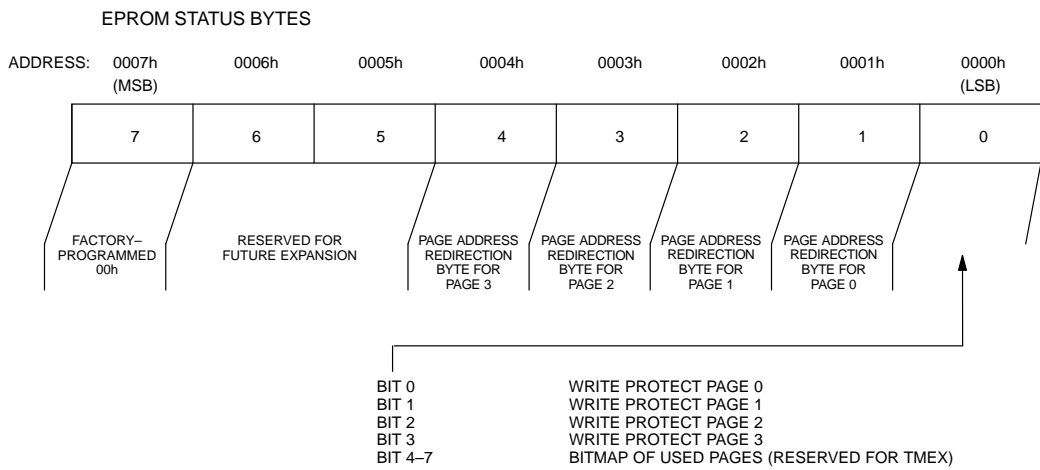 EPROM STATUS BYTES
ADDRESS: 0007h 0006h 0005h 0004h 0003h 0002h 0001h 0000h
(MSB) (LSB)
7 6 5 4 3 2 1 0
FACTORY–
PROGRAMMED
00h
RESERVED FOR
FUTURE EXPANSION
PAGE ADDRESS
REDIRECTION
BYTE FOR
PAGE 3
PAGE ADDRESS
REDIRECTION
BYTE FOR
PAGE 2
PAGE ADDRESS
REDIRECTION
BYTE FOR
PAGE 1
PAGE ADDRESS
REDIRECTION
BYTE FOR
PAGE 0
BIT 0 WRITE PROTECT PAGE 0
BIT 1 WRITE PROTECT PAGE 1
BIT 2 WRITE PROTECT PAGE 2
BIT 3 WRITE PROTECT PAGE 3
BIT 4–7 BITMAP OF USED PAGES (RESERVED FOR TMEX)